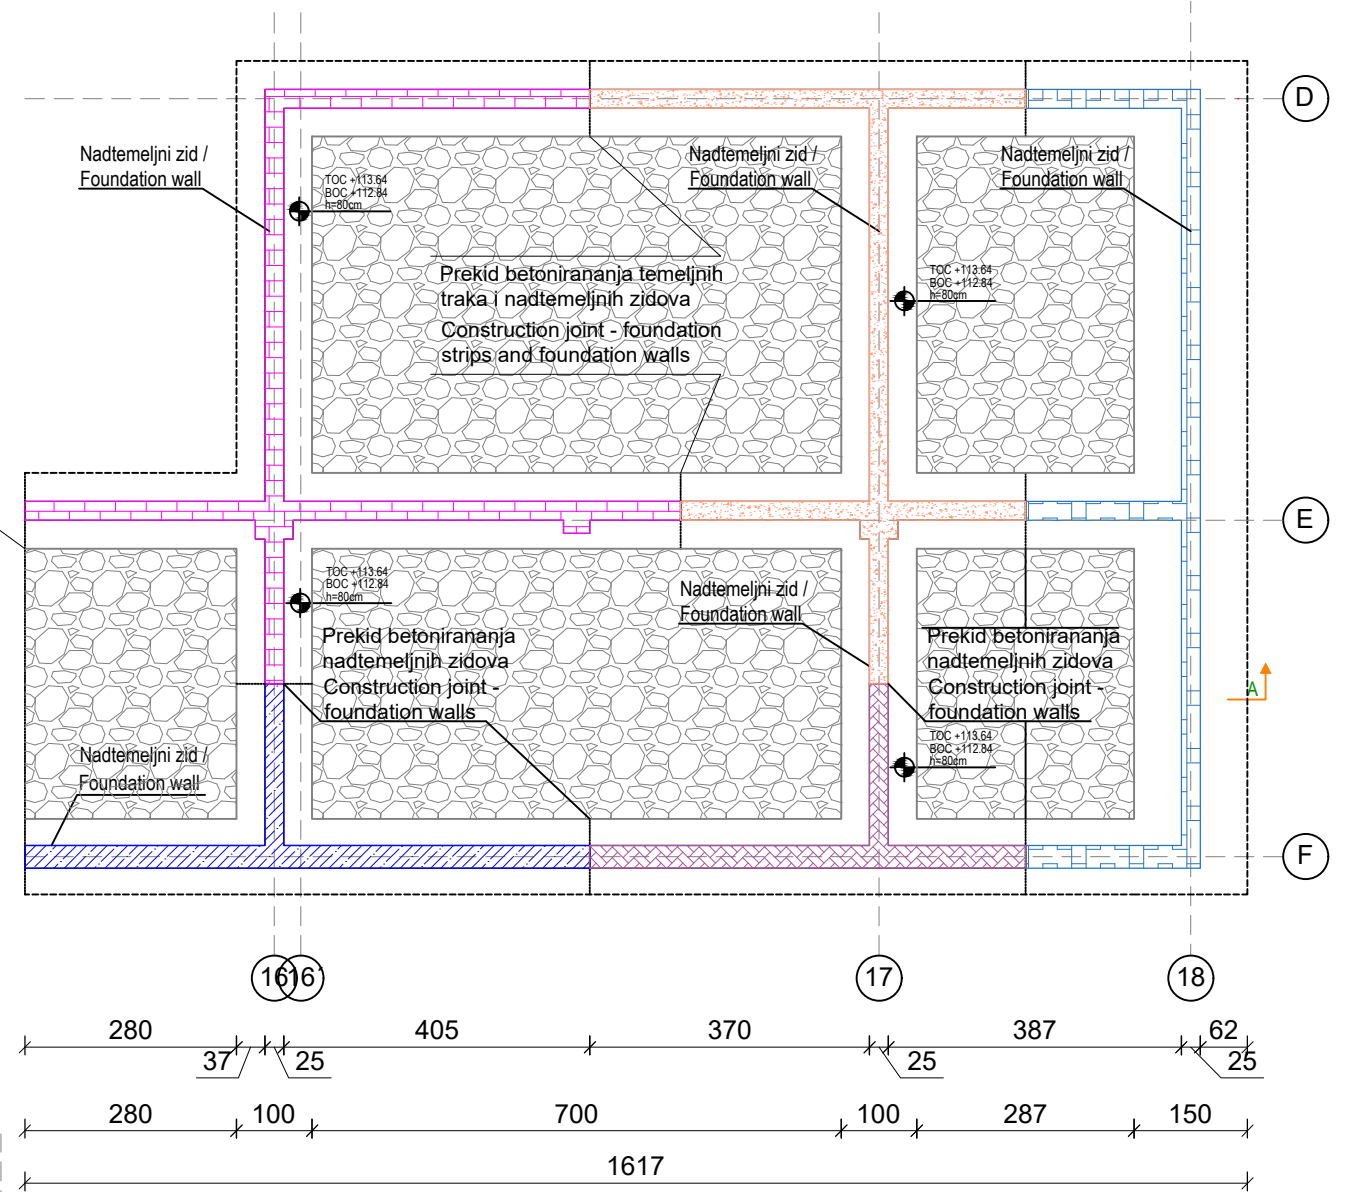 D
Nadtemeljni zid /
Foundation wall
TOC +113.64
BOC +112.84
h=80cm
Nadtemeljni zid /
Foundation wall
Nadtemeljni zid /
Foundation wall
Prekid betonirananja temeljnih
traka i nadtemeljnih zidova
Construction joint - foundation
strips and foundation walls
TOC +113.64
BOC +112.84
h=80cm
E
TOC +113.64
BOC +112.84
h=80cm
Nadtemeljni zid /
Foundation wall
Prekid betonirananja
nadtemeljnih zidova
Construction joint -
foundation walls
Prekid betonirananja
nadtemeljnih zidova
Construction joint -
foundation walls
A
Nadtemeljni zid /
Foundation wall
TOC +113.64
BOC +112.84
h=80cm
F
16 16' 17 18
280 405 370 387 62
37 25 25 25
280 100 700 100 287 150
1617